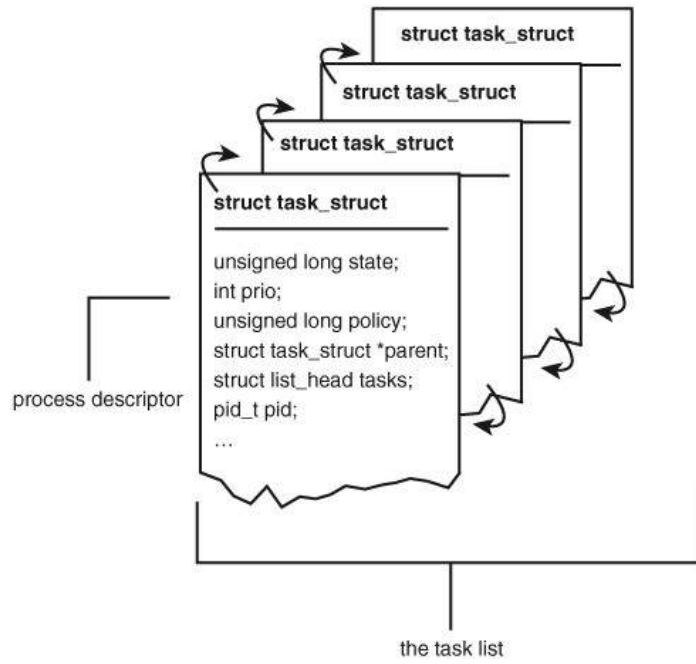 struct task_struct
struct task_struct
struct task_struct
struct task_struct
unsigned long state;
int prio;
unsigned long policy;
struct task_struct *parent;
struct list_head tasks;
pid_t pid;
...
process descriptor
the task list